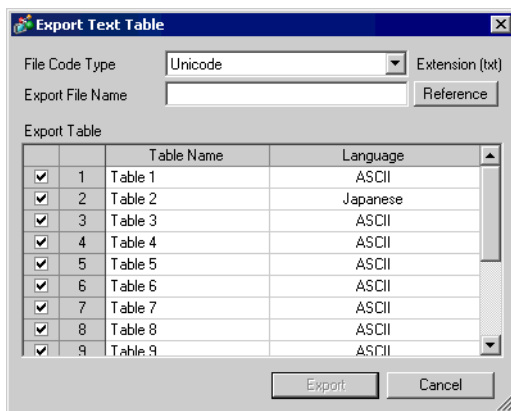 Export Text Table
File Code Type Unicode Extension (txt)
Export File Name Reference
Export Table
Table Name Language
1 Table 1 ASCII
2 Table 2 Japanese
3 Table 3 ASCII
4 Table 4 ASCII
5 Table 5 ASCII
6 Table 6 ASCII
7 Table 7 ASCII
8 Table 8 ASCII
9 Table 9 ASCII
Export Cancel